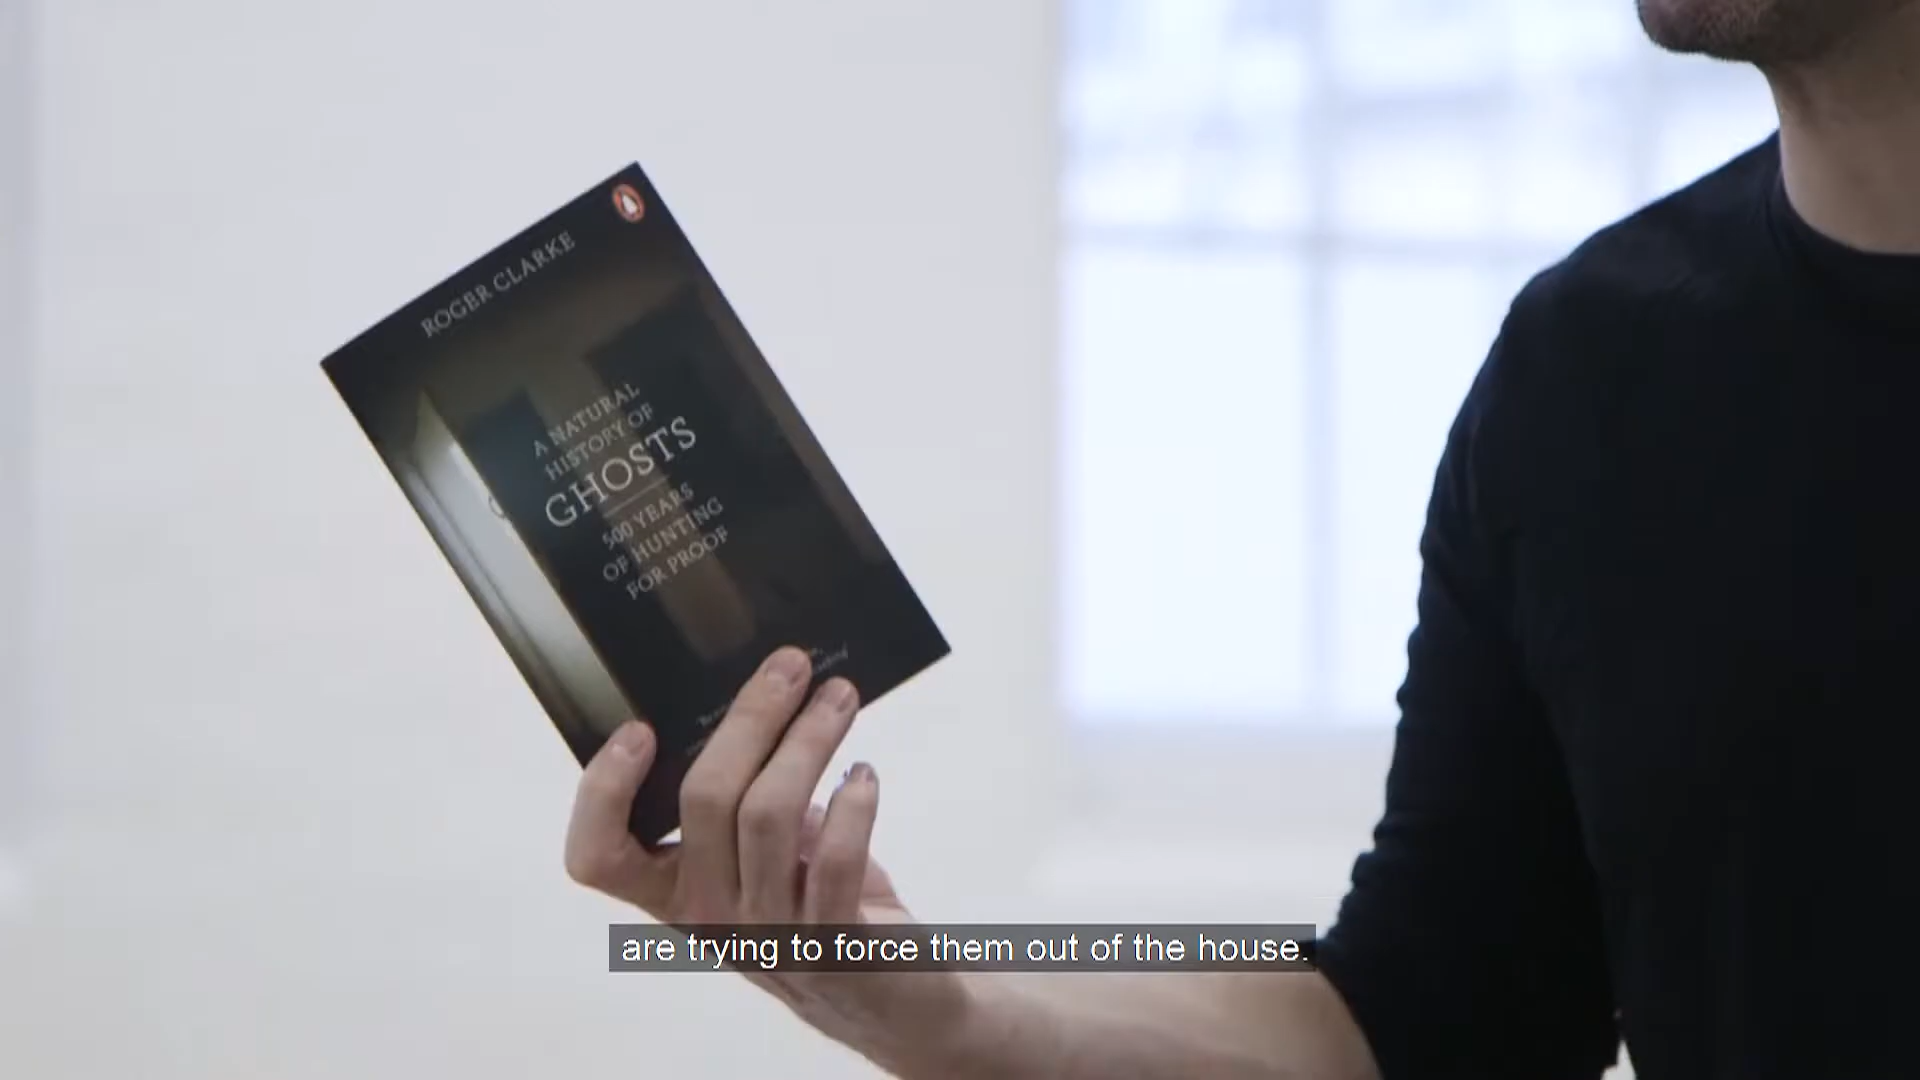 ROGER CLARKE
A NATURAL
HISTORY OF
GHOSTS
500 YEARS
OF HUNTING
FOR PROOF
are trying to force them out of the house.